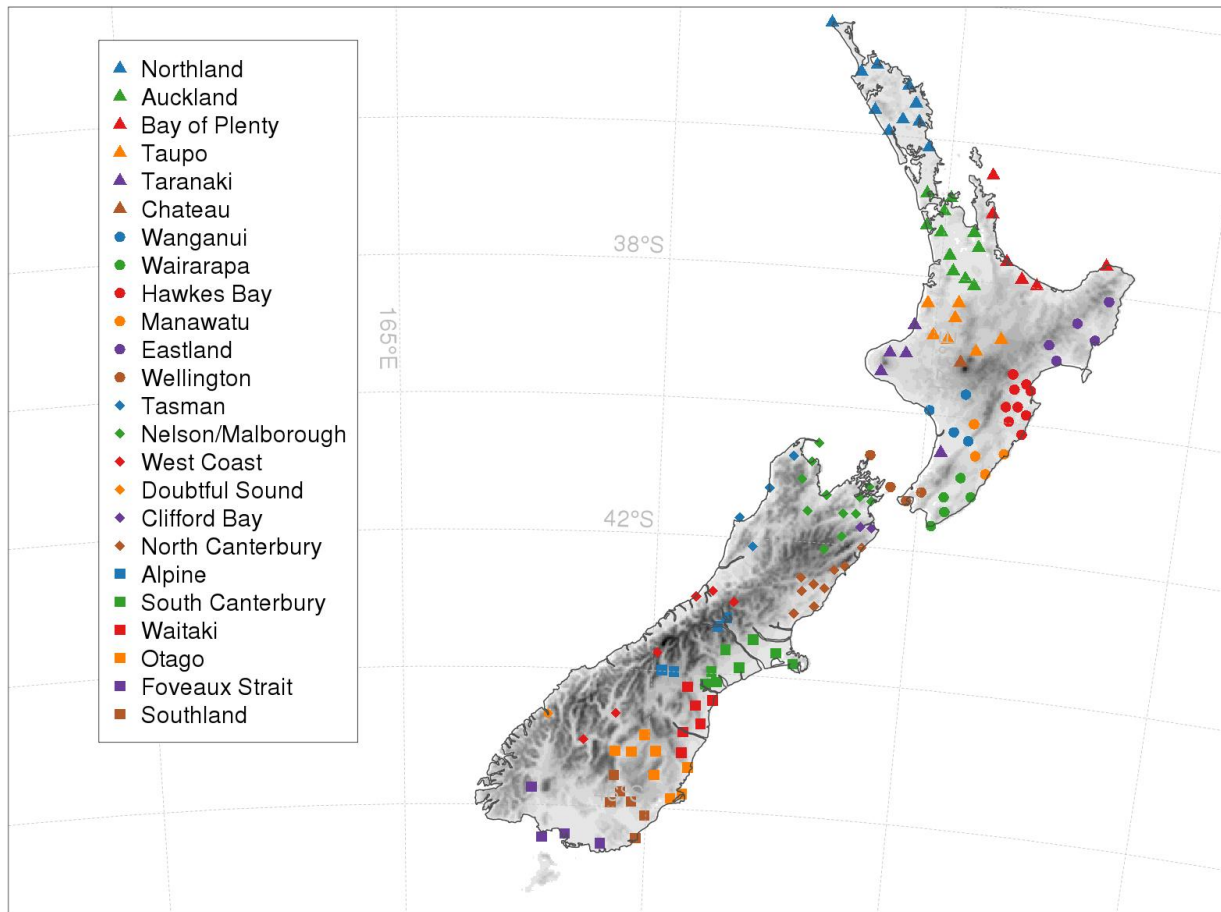 Northland
Auckland
Bay of Plenty
Taupo
Taranaki
Chateau
Wanganui
Wairarapa
Hawkes Bay
Manawatu
Eastland
Wellington
Tasman
Nelson/Malborough
West Coast
Doubtful Sound
Clifford Bay
North Canterbury
Alpine
South Canterbury
Waitaki
Otago
Foveaux Strait
Southland
38°S
165°E
42°S